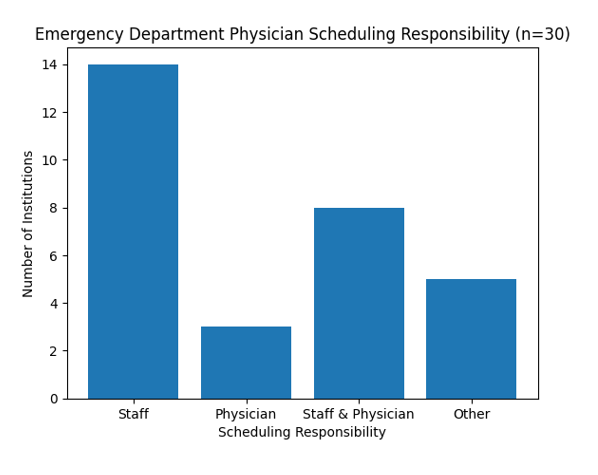 Emergency Department Physician Scheduling Responsibility (n=30)
Number of Institutions
14
12
10
8
6
4
2
0
Staff
Physician
Staff & Physician
Other
Scheduling Responsibility